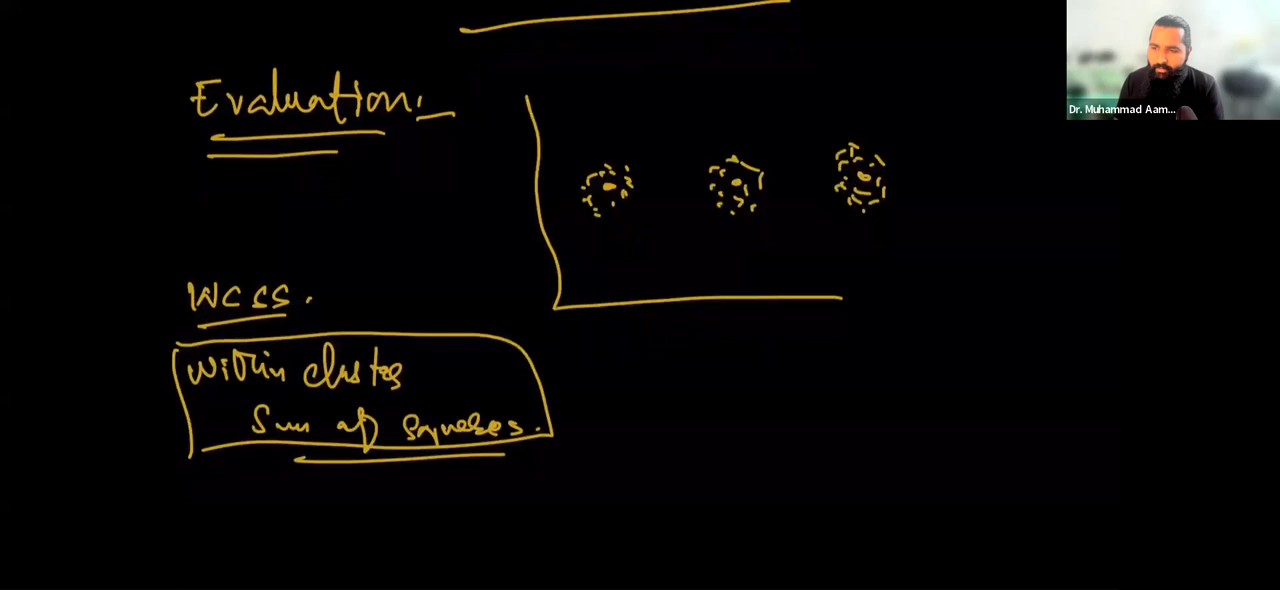 Evaluation:
WCSS.
Within cluster
Sum of Squares.
Dr. Muhammad Aam...